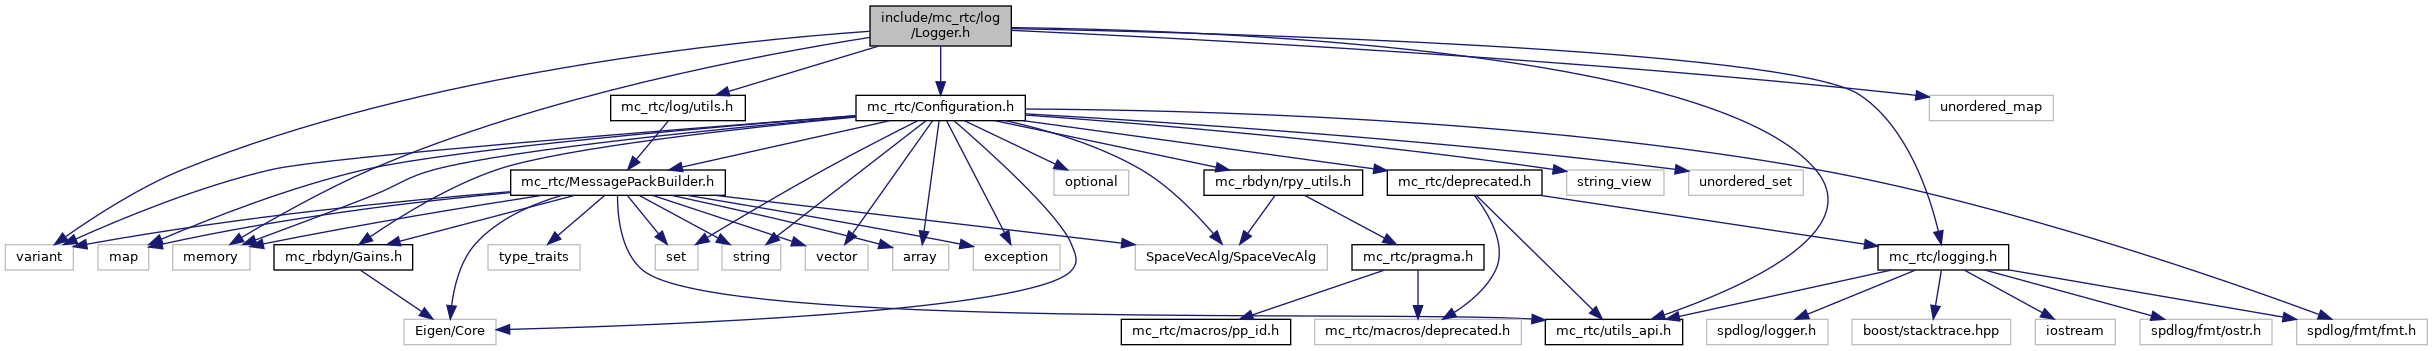 include/mc_rtc/log
/Logger.h
mc_rtc/log/utils.h
mc_rtc/Configuration.h
unordered_map
mc_rtc/MessagePackBuilder.h
optional
mc_rbdyn/rpy_utils.h
mc_rtc/deprecated.h
string_view
unordered_set
variant
map
memory
mc_rbdyn/Gains.h
type_traits
set
string
vector
array
exception
SpaceVecAlg/SpaceVecAlg
mc_rtc/pragma.h
mc_rtc/logging.h
Eigen/Core
mc_rtc/macros/pp_id.h
mc_rtc/macros/deprecated.h
mc_rtc/utils_api.h
spdlog/logger.h
boost/stacktrace.hpp
iostream
spdlog/fmt/ostr.h
spdlog/fmt/fmt.h